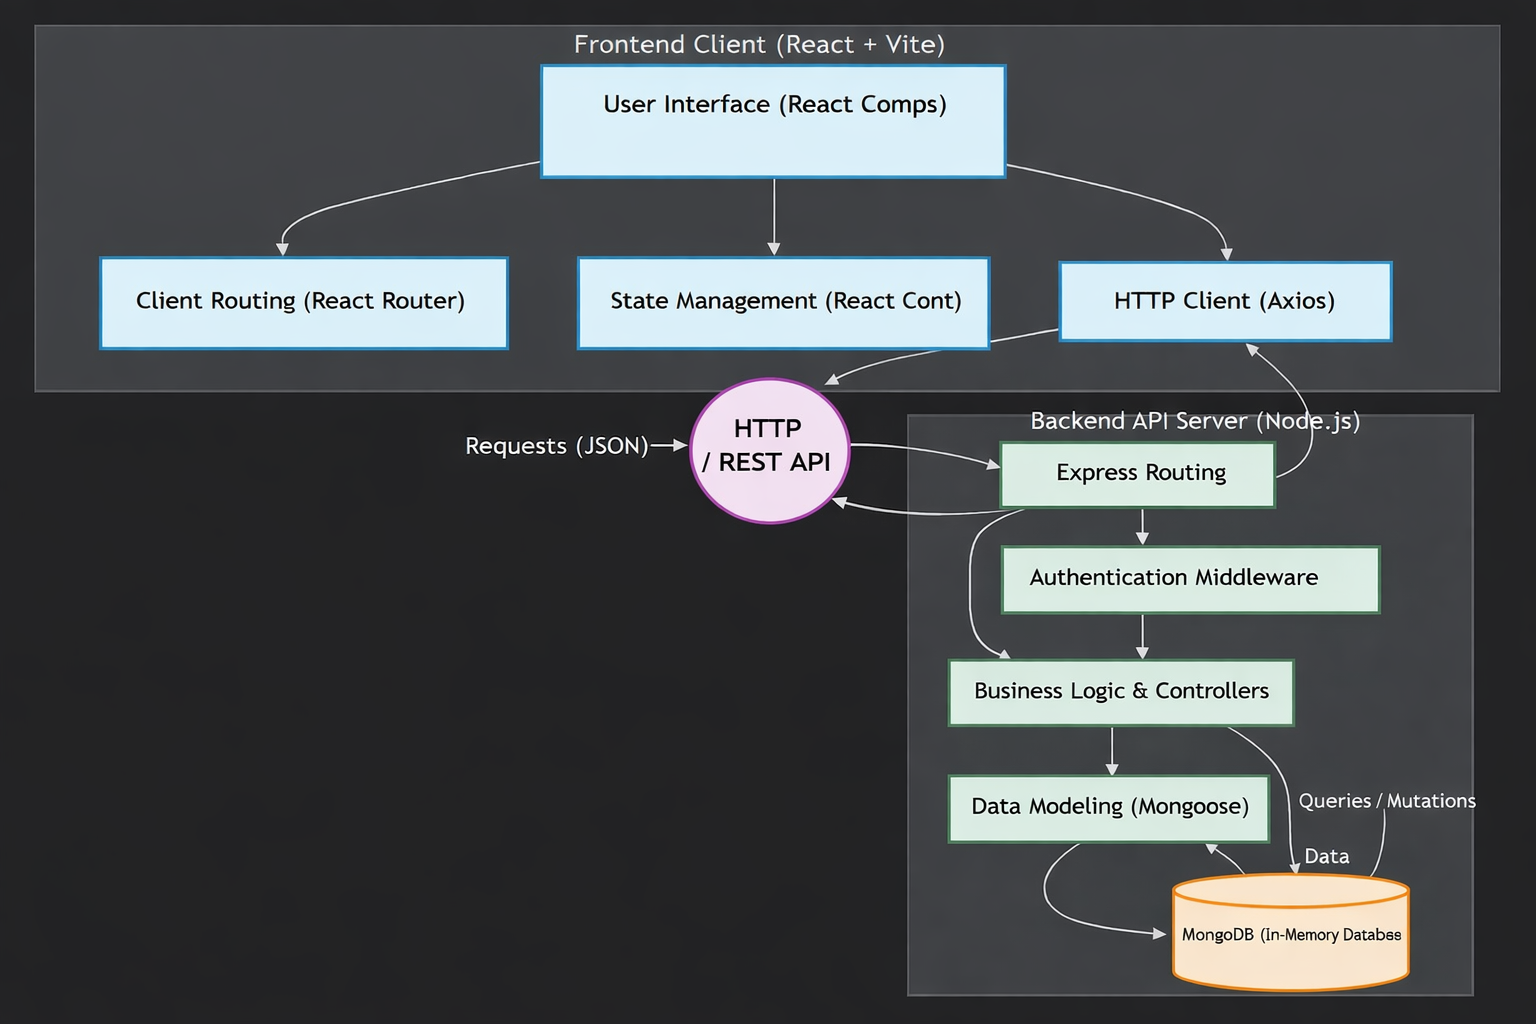 Frontend Client (React + Vite)
User Interface (React Comps)
Client Routing (React Router)
State Management (React Cont)
HTTP Client (Axios)
Requests (JSON)
HTTP
/ REST API
Backend API Server (Node.js)
Express Routing
Authentication Middleware
Business Logic & Controllers
Data Modeling (Mongoose)
Queries / Mutations
Data
MongoDB (In-Memory Databes